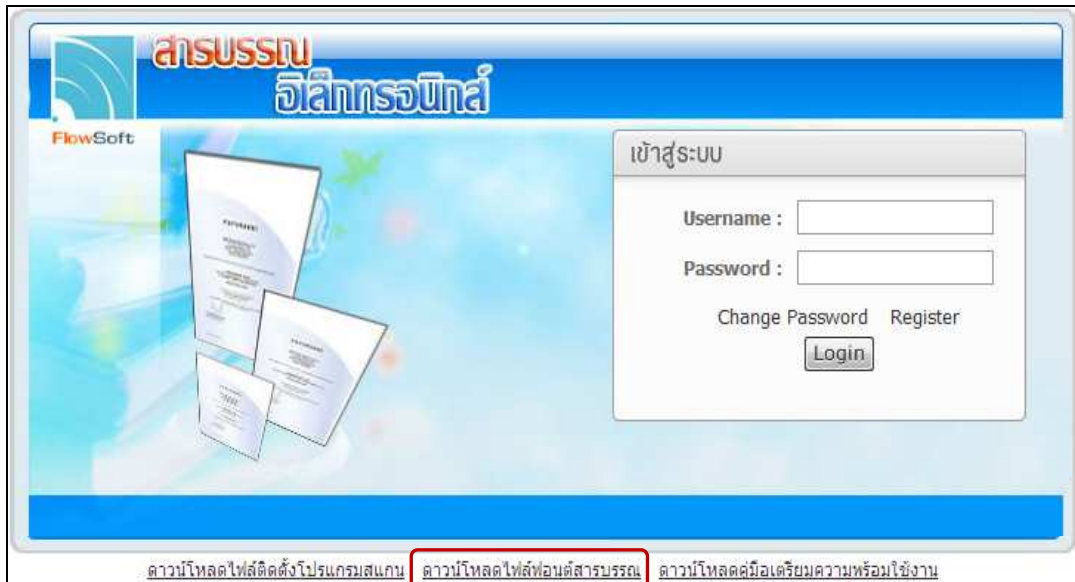 สารบรรณ
อิเล็กทรอนิกส์
FlowSoft
เข้าสู่ระบบ
Username :
Password :
Change Password Register
Login
ดาวน์โหลดไฟล์ติดตั้งโปรแกรมสแกน ดาวน์โหลดไฟล์ฟอนต์สารบรรณ ดาวน์โหลดคู่มือเตรียมความพร้อมใช้งาน